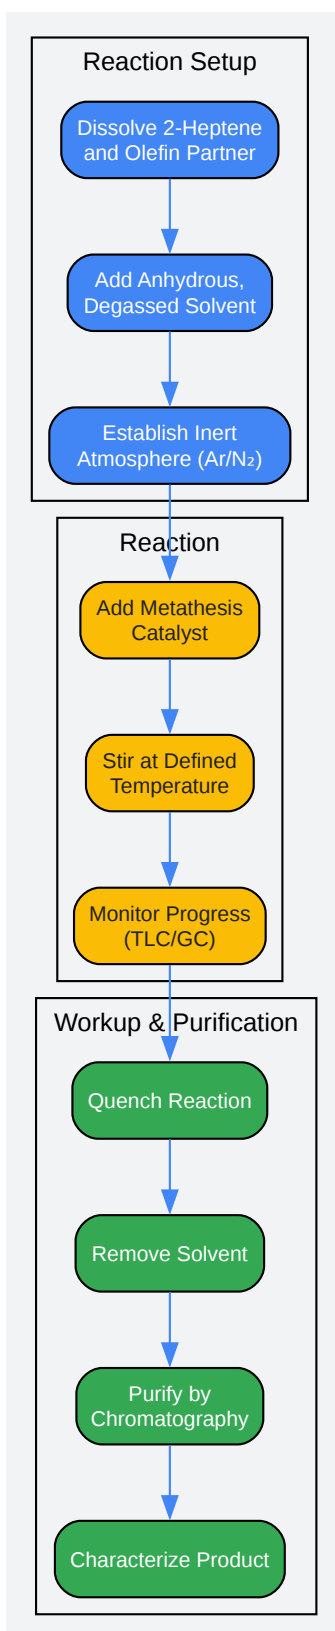 Reaction Setup
Dissolve 2-Heptene
and Olefin Partner
Add Anhydrous,
Degassed Solvent
Establish Inert
Atmosphere (Ar/N₂)
Reaction
Add Metathesis
Catalyst
Stir at Defined
Temperature
Monitor Progress
(TLC/GC)
Workup & Purification
Quench Reaction
Remove Solvent
Purify by
Chromatography
Characterize Product